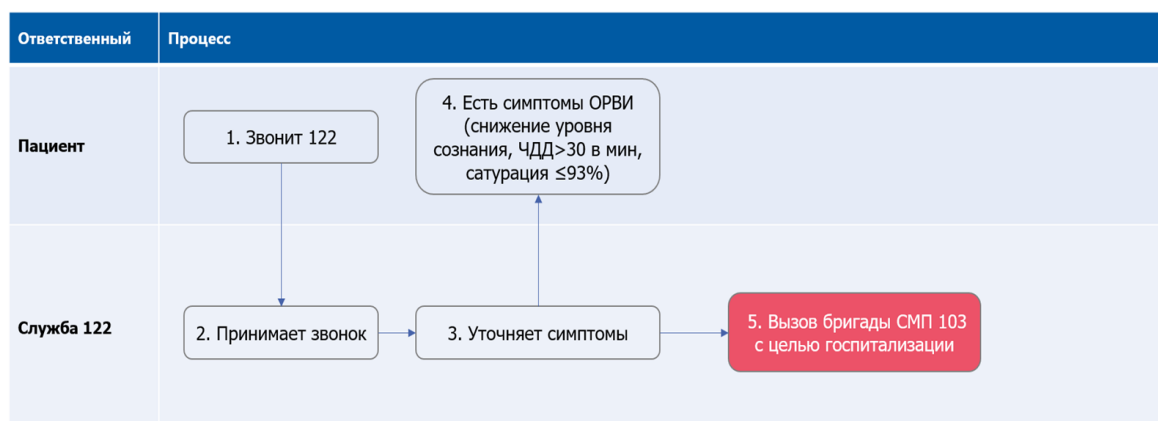 Ответственный
Процесс
Пациент
1. Звонит 122
4. Есть симптомы ОРВИ
(снижение уровня
сознания, ЧДД>30 в мин,
сатурация ≤93%)
Служба 122
2. Принимает звонок
3. Уточняет симптомы
5. Вызов бригады СМП 103
с целью госпитализации